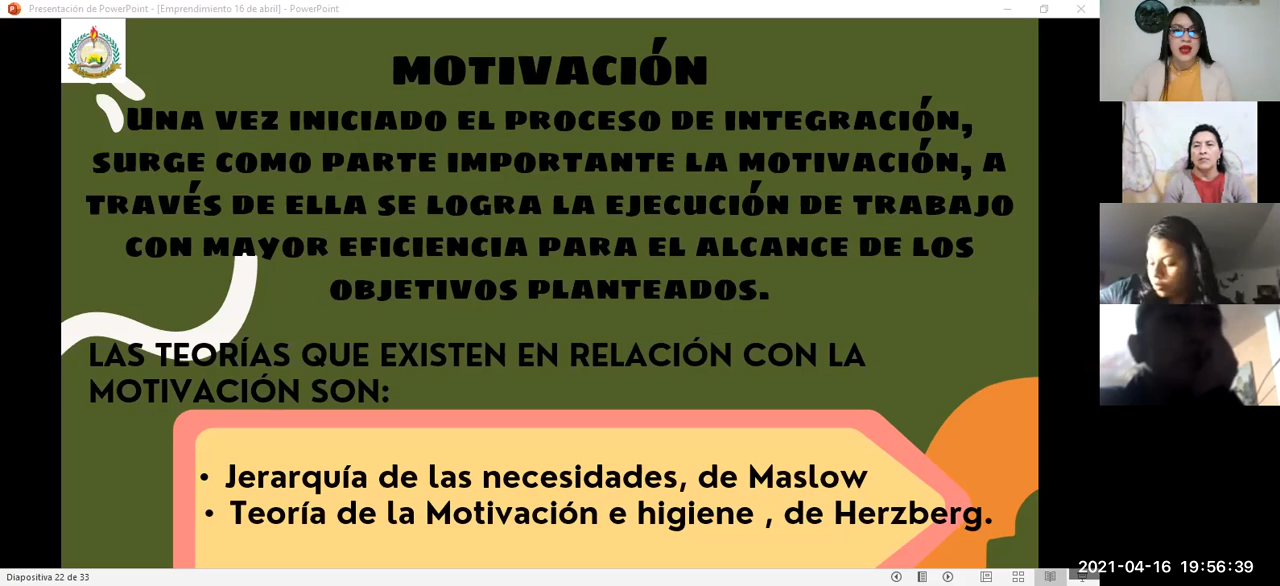 Presentación de PowerPoint - [Emprendimiento 16 de abril] - PowerPoint
MOTIVACIÓN
UNA VEZ INICIADO EL PROCESO DE INTEGRACIÓN,
SURGE COMO PARTE IMPORTANTE LA MOTIVACIÓN, A
TRAVÉS DE ELLA SE LOGRA LA EJECUCIÓN DE TRABAJO
CON MAYOR EFICIENCIA PARA EL ALCANCE DE LOS
OBJETIVOS PLANTEADOS.
LAS TEORÍAS QUE EXISTEN EN RELACIÓN CON LA
MOTIVACIÓN SON:
• Jerarquía de las necesidades, de Maslow
• Teoría de la Motivación e higiene , de Herzberg.
Diapositiva 22 de 33
2021-04-16 19:56:39